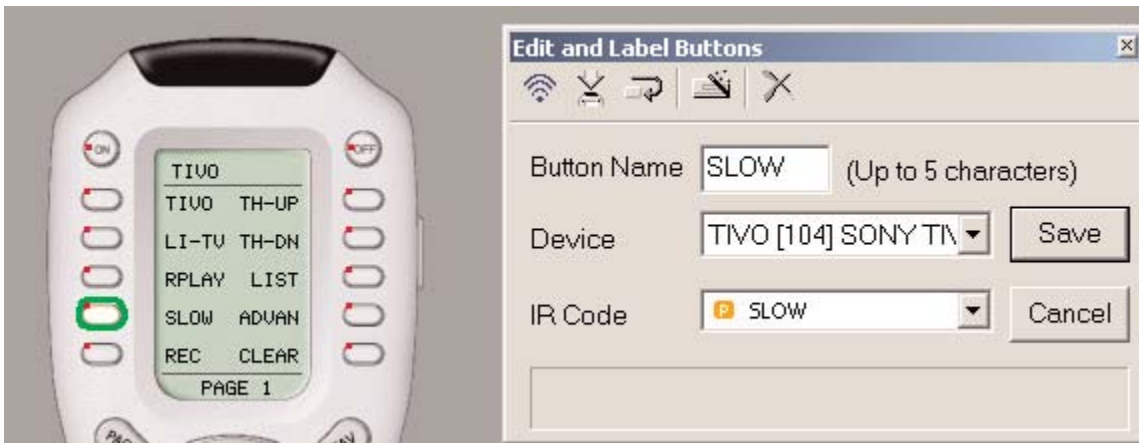 ON
OFF
TIVO
TIVO TH-UP
LI-TV TH-DN
RPLAY LIST
SLOW ADVAN
REC CLEAR
PAGE 1
Edit and Label Buttons
Button Name SLOW (Up to 5 characters)
Device TIVO [104] SONY TIV Save
IR Code P SLOW Cancel